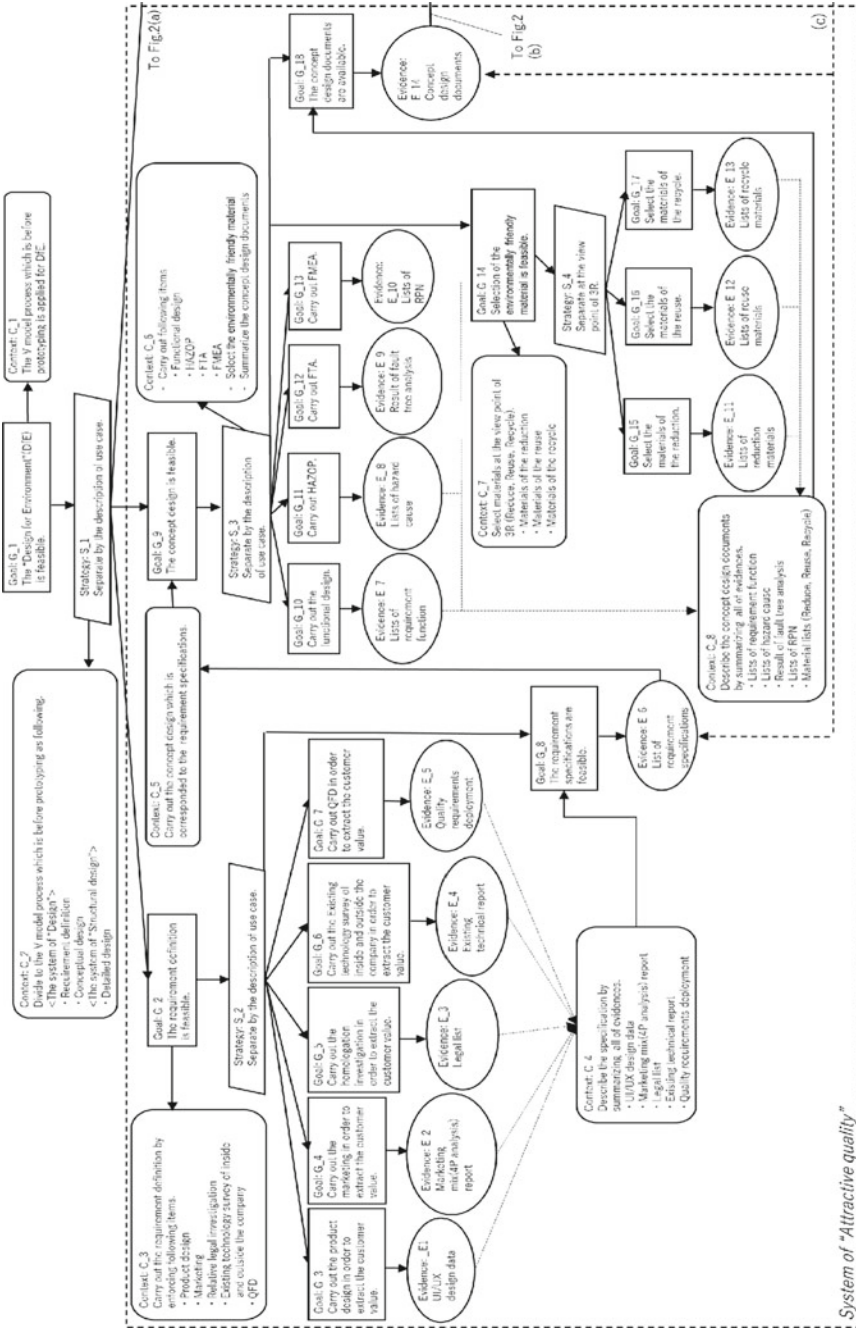 Goal: G_1
The "Design for Environment"(DfE)
is feasible.
Context: C_1
The V model process which is before
prototyping is applied for DfE.
Strategy: S_1
Separate by the description of use case.
To Fig.2(a)
Context: C_2
Divide to the V model process which is before prototyping as following.
<The system of "Design">
・Requirement definition
・Conceptual design
<The system of "Structural design">
・Detailed design
Context: C_3
Carry out the requirement definition by
enforcing following items.
・Product design
・Marketing
・Relative legal investigation
・Existing technology survey of inside
and outside the company
・QFD
Goal: G_2
The requirement definition
is feasible.
Context: C_5
Carry out the concept design which is
corresponded to the requirement specifications.
Goal: G_9
The concept design is feasible.
Context: C_6
・Carry out following items
・Functional design
・HAZOP
・FTA
・FMEA
・Select the environmentally friendly material
・Summarize the concept design documents
Strategy: S_2
Separate by the description of use case.
Strategy: S_3
Separate by the description
of use case.
Goal: G_3
Carry out the product
design in order to
extract the customer
value.
Goal: G_4
Carry out the
marketing in order to
extract the customer
value.
Goal: G_5
Carry out the
homologation
investigation in
order to extract the
customer value.
Goal: G_6
Carry out the Existing
technology survey of
inside and outside the
company in order to
extract the customer
value.
Goal: G_7
Carry out QFD in order
to extract the customer
value.
Goal: G_10
Carry out the
functional design.
Goal: G_11
Carry out HAZOP.
Goal: G_12
Carry out FTA.
Goal: G_13
Carry out FMEA.
Goal: G_18
The concept
design documents
are available.
Evidence: _E1
UI/UX
design data
Evidence: E_2
Marketing
mix(4P analysis)
report
Evidence: E_3
Legal list
Evidence: E_4
Existing
technical report
Evidence: E_5
Quality
requirements
deployment
Evidence: E_7
Lists of
requirement
function
Evidence: E_8
Lists of hazard
cause
Evidence: E_9
Result of fault
tree analysis
Evidence:
E_10
Lists of
RPN
Evidence:
E_14
Concept
design
documents
To Fig.2
(b)
Goal: G_8
The requirement
specifications are
feasible.
Context: C_7
Select materials at the view point of
3R (Reduce, Reuse, Recycle).
・Materials of the reduction
・Materials of the reuse
・Materials of the recycle
Goal: G_14
Selection of the
environmentally friendly
material is feasible.
Strategy: S_4
Separate at the view
point of 3R.
Goal: G_15
Select the
materials of
the reduction.
Goal: G_16
Select the
materials of
the reuse.
Goal: G_17
Select the
materials of
the recycle.
Evidence: E_11
Lists of
reduction
materials
Evidence: E_12
Lists of reuse
materials
Evidence: E_13
Lists of recycle
materials
Context: C_4
Describe the specification by
summarizing all of evidences.
・UI/UX design data
・Marketing mix(4P analysis) report
・Legal list
・Existing technical report
・Quality requirements deployment
Evidence: E_6
List of
requirement
specifications
Context: C_8
Describe the concept design documents
by summarizing all of evidences.
・Lists of requirement function
・Lists of hazard cause
・Result of fault tree analysis
・Lists of RPN
・Material lists (Reduce, Reuse, Recycle)
(c)
System of "Attractive quality"